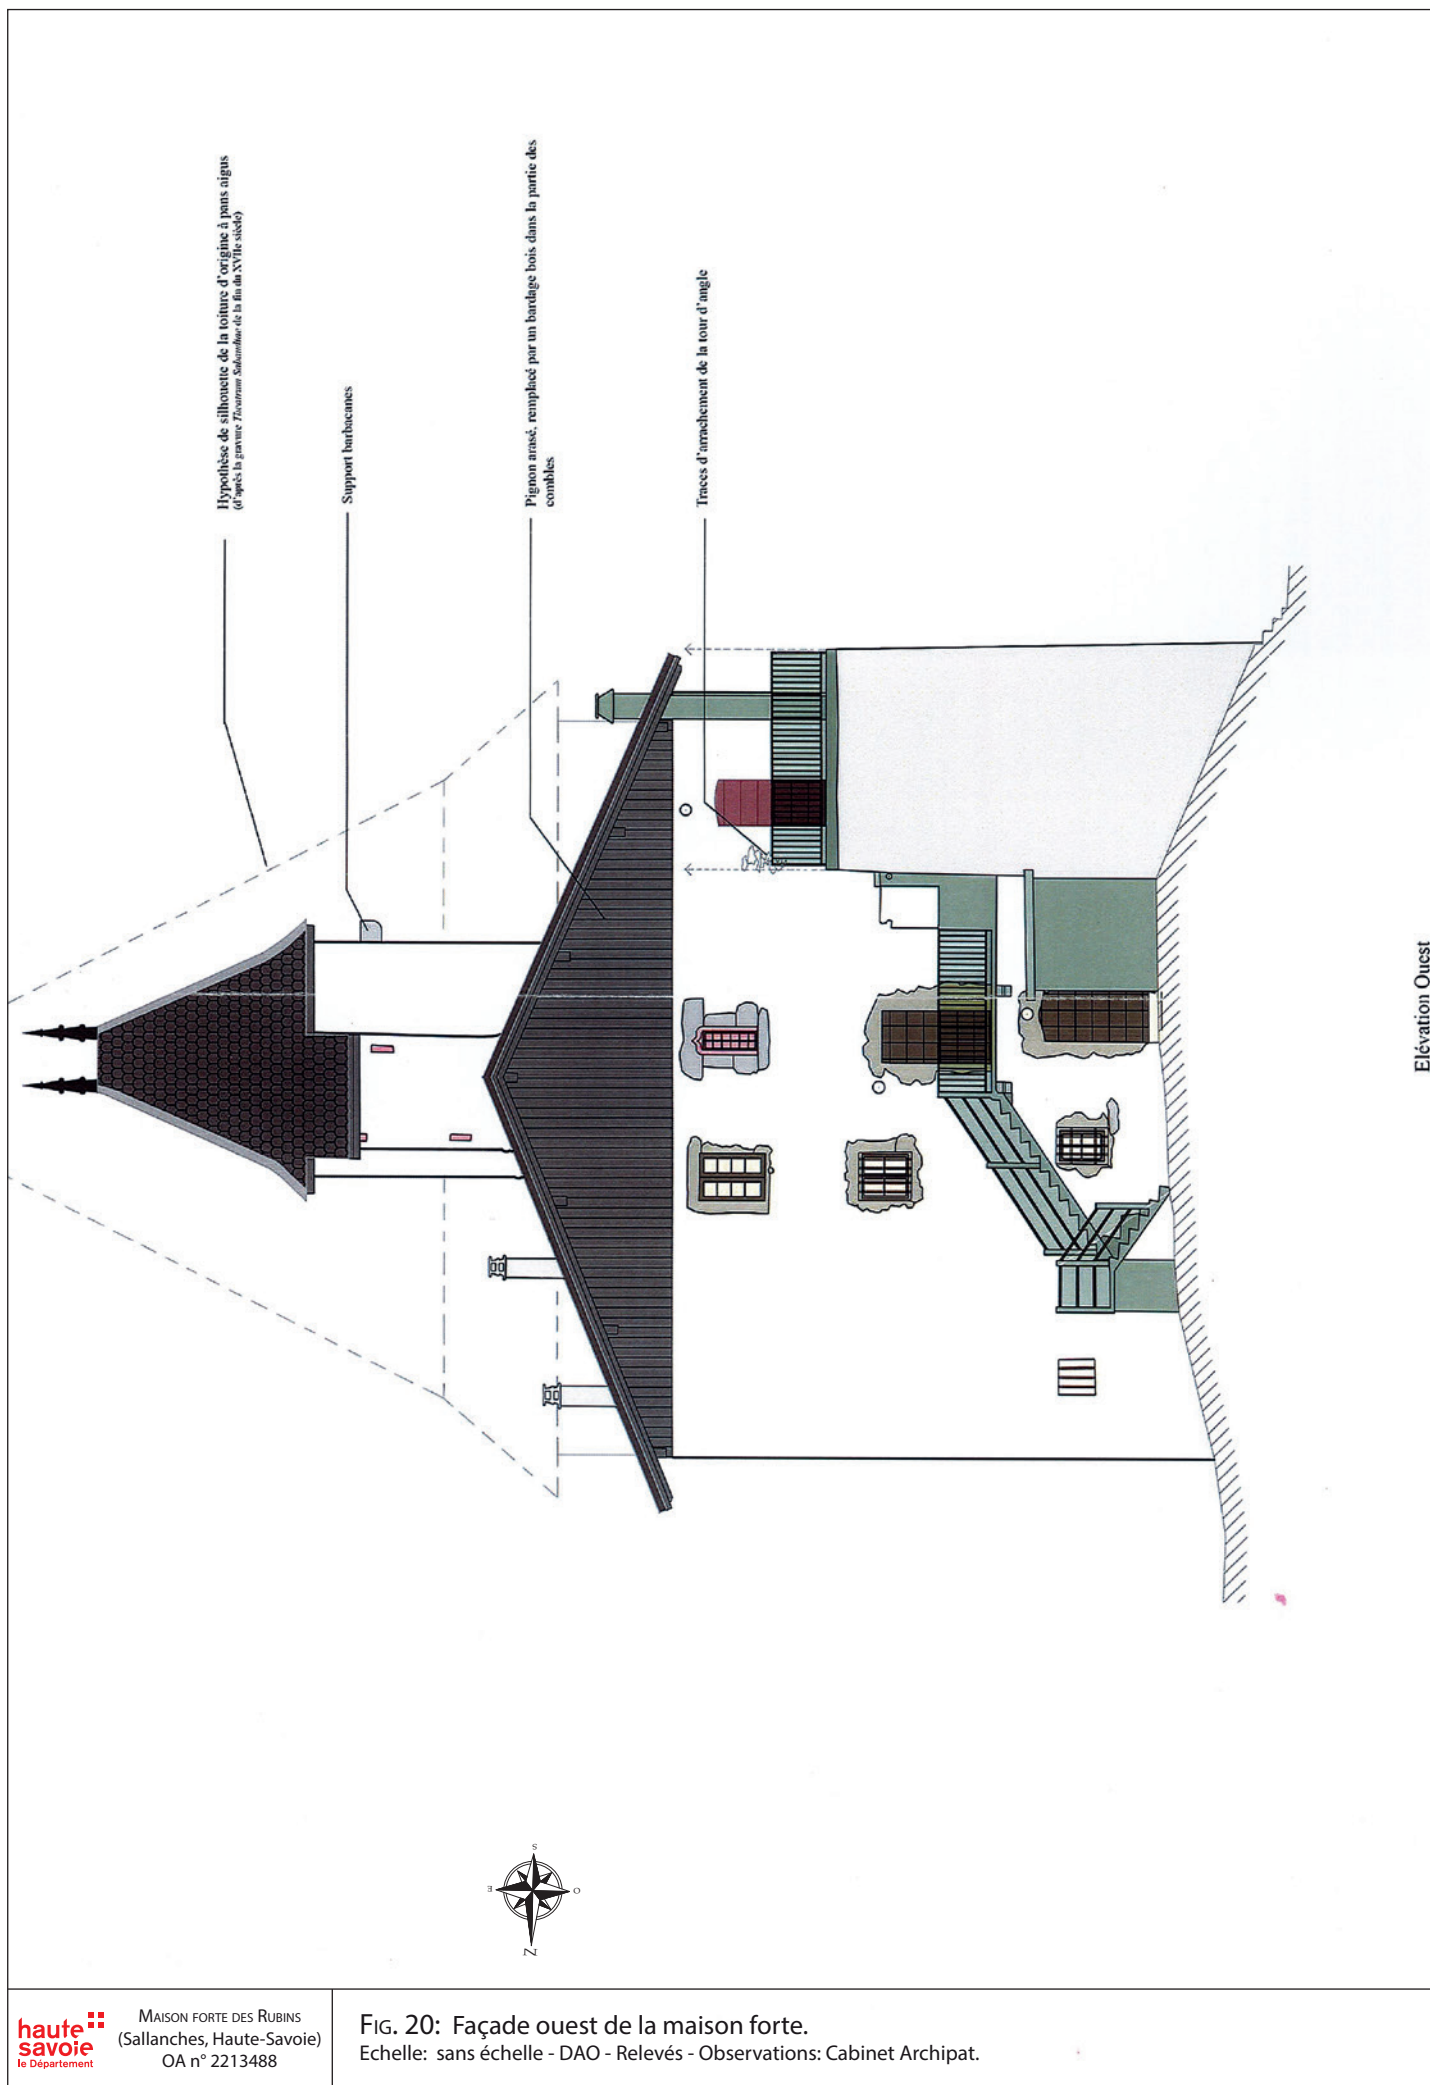 Hypothèse de silhouette de la toiture d'origine à pans aigus
(d'après la gravure Theatrum Sabaudiae de la fin du XVIIe siècle)
Support barbacanes
Pignon arasé, remplacé par un bardage bois dans la partie des
combles
Traces d'arrachement de la tour d'angle
Elévation Ouest
S
E
O
N
haute
savoie
le Département
MAISON FORTE DES RUBINS
(Sallanches, Haute-Savoie)
OA n° 2213488
FIG. 20: Façade ouest de la maison forte.
Echelle: sans échelle - DAO - Relevés - Observations: Cabinet Archipat.